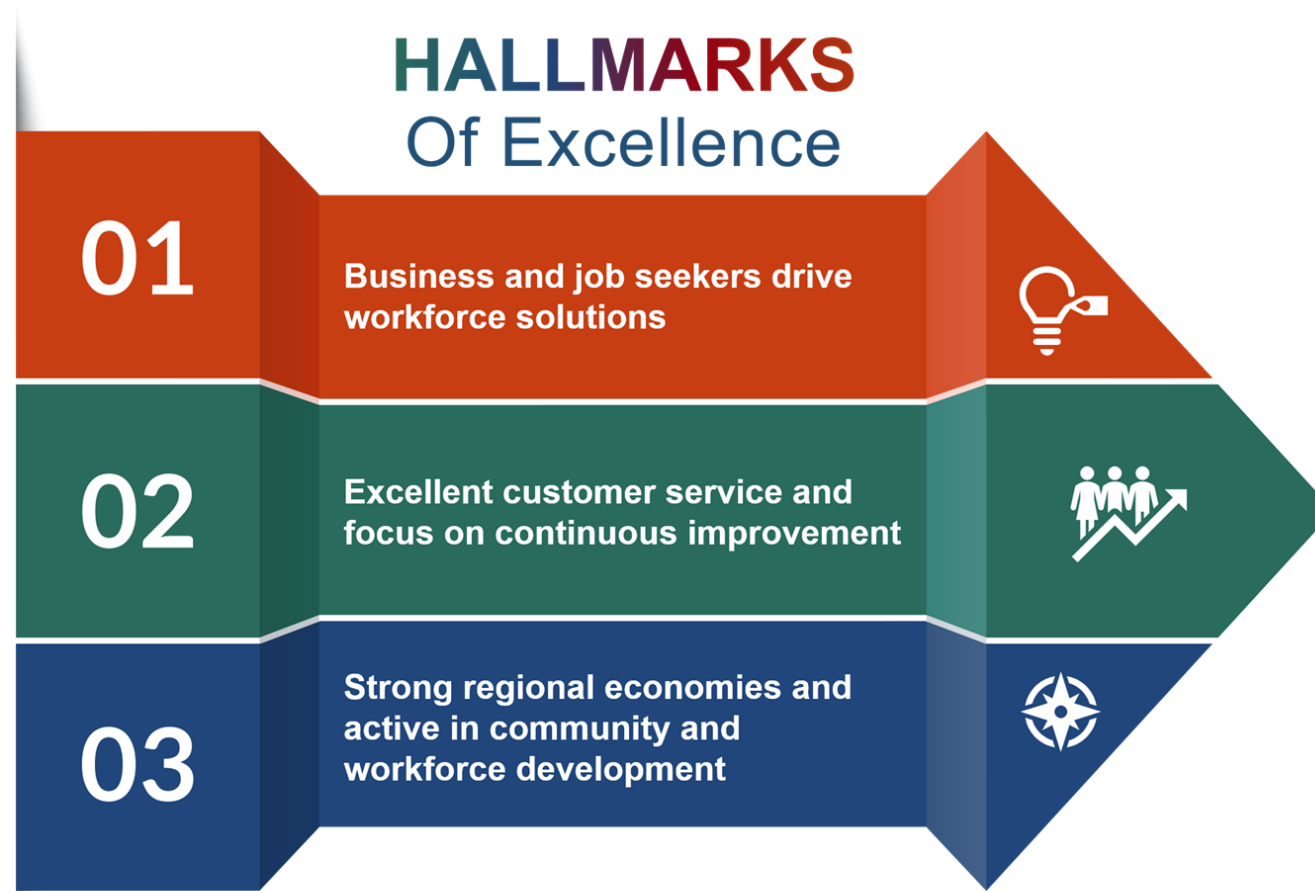 HALLMARKS
Of Excellence
01
Business and job seekers drive
workforce solutions
02
Excellent customer service and
focus on continuous improvement
03
Strong regional economies and
active in community and
workforce development